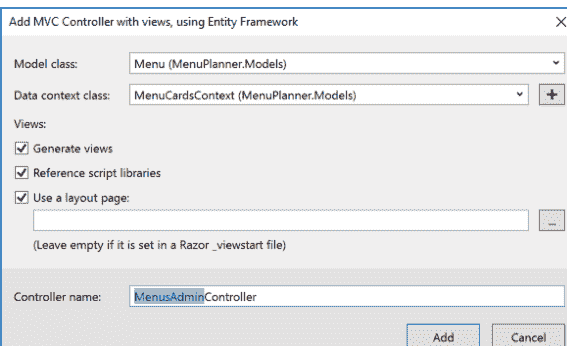 Add MVC Controller with views, using Entity Framework
Model class: Menu (MenuPlanner.Models)
Data context class: MenuCardsContext (MenuPlanner.Models) +
Views:
Generate views
Reference script libraries
Use a layout page:
...
(Leave empty if it is set in a Razor _viewstart file)
Controller name: MenusAdminController
Add Cancel